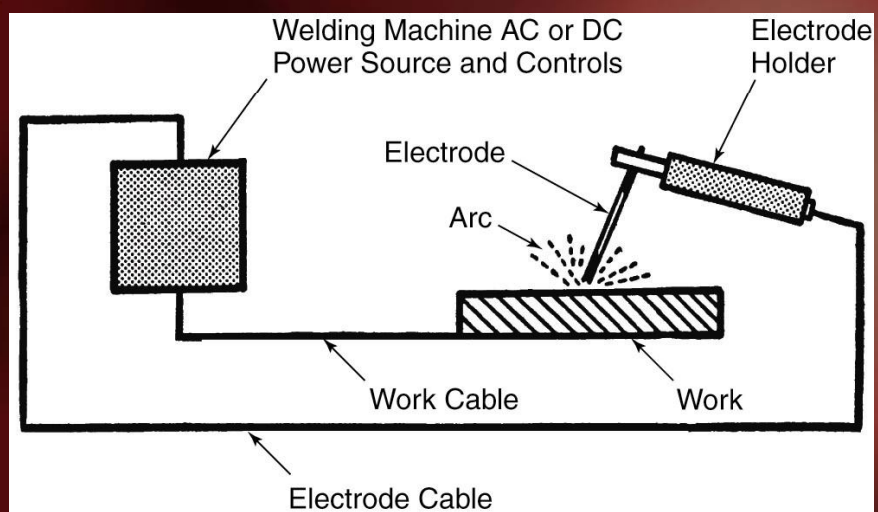 Welding Machine AC or DC
Power Source and Controls
Electrode
Holder
Electrode
Arc
Work Cable
Work
Electrode Cable